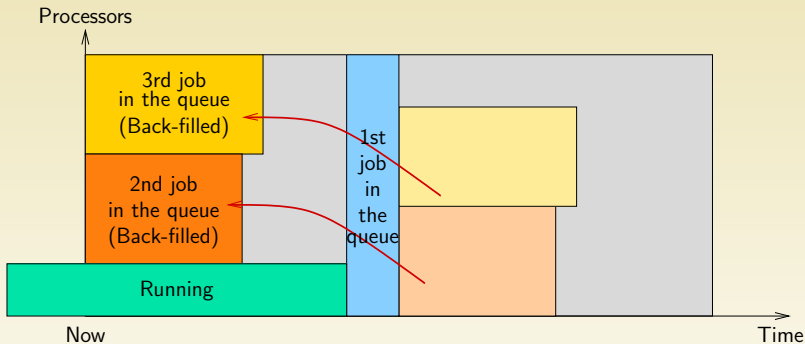 Processors
3rd job
in the queue
(Back-filled)
2nd job
in the queue
(Back-filled)
1st
job
in
the
queue
Running
Now
Time